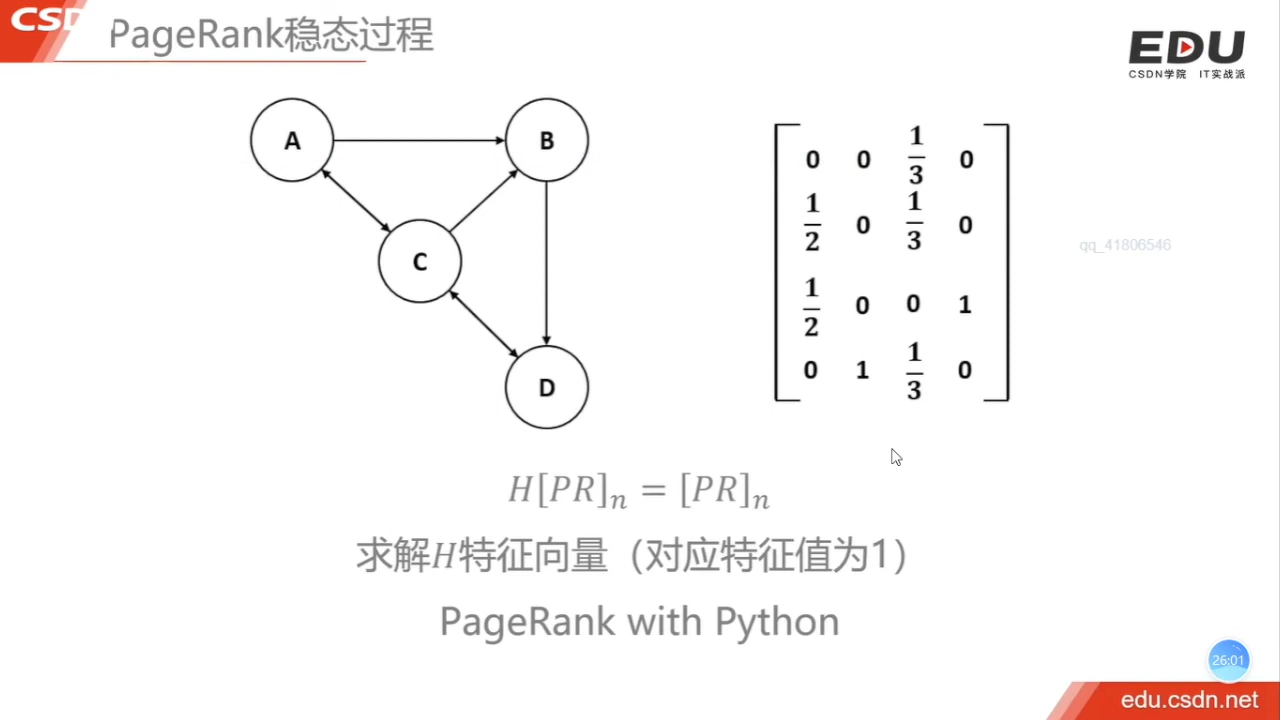 CSD
PageRank稳态过程
EDU
CSDN学院 IT实战派
A
B
C
D
0 0 1/3 0
1/2 0 1/3 0
1/2 0 0 1
0 1 1/3 0
qq_41806546
H[PR]n = [PR]n
求解H特征向量（对应特征值为1）
PageRank with Python
26:01
edu.csdn.net